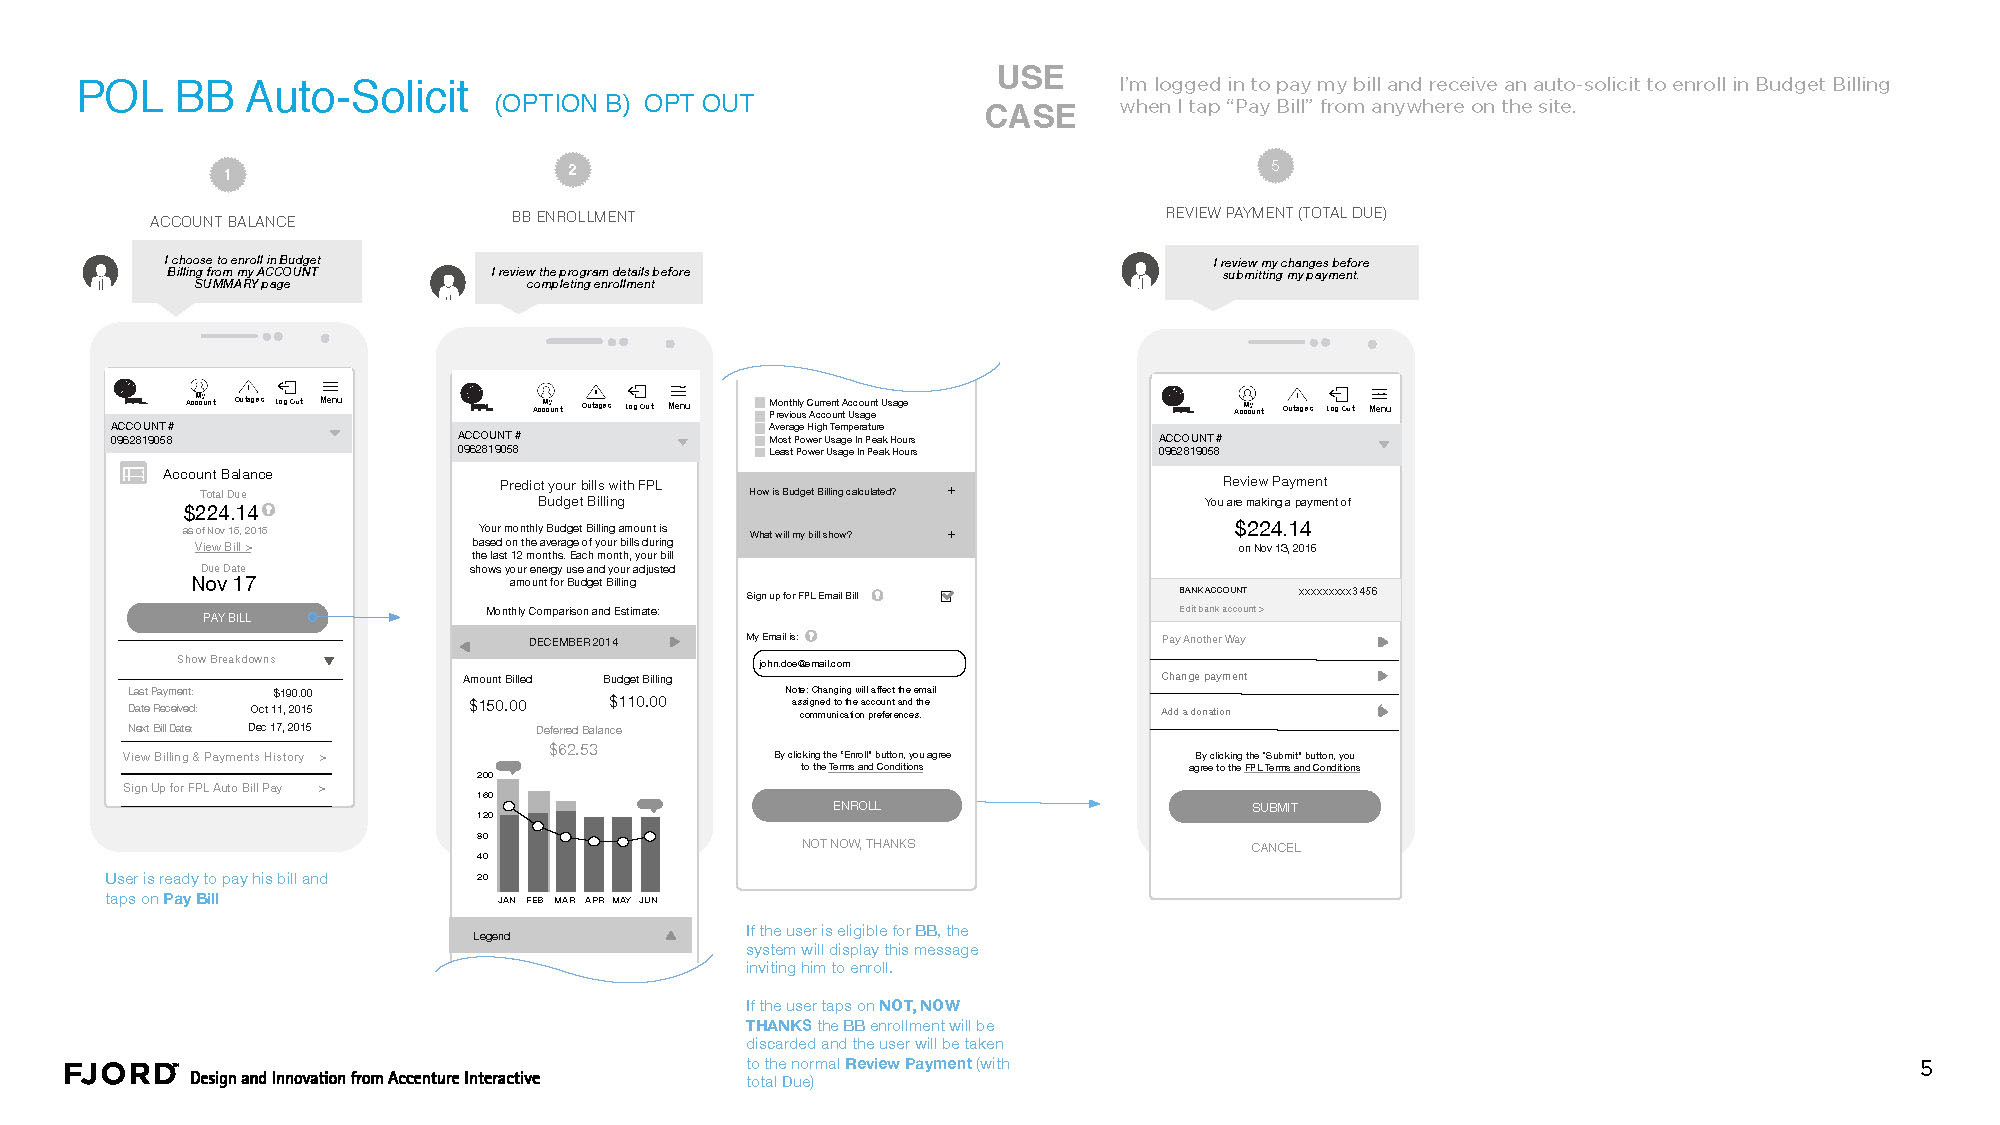 POL BB Auto-Solicit (OPTION B) OPT OUT
USE
CASE
I'm logged in to pay my bill and receive an auto-solicit to enroll in Budget Billing
when I tap “Pay Bill” from anywhere on the site.
1
ACCOUNT BALANCE
I choose to enroll in Budget
Billing from my ACCOUNT
SUMMARY page
My
Account Outages Log Out Menu
ACCOUNT #
0962819058
Account Balance
Total Due
$224.14
as of Nov 15, 2015
View Bill >
Due Date
Nov 17
PAY BILL
Show Breakdowns
Last Payment: $190.00
Date Received: Oct 11, 2015
Next Bill Date: Dec 17, 2015
View Billing & Payments History >
Sign Up for FPL Auto Bill Pay >
User is ready to pay his bill and
taps on Pay Bill
2
BB ENROLLMENT
I review the program details before
completing enrollment
My
Account Outages Log Out Menu
ACCOUNT #
0962819058
Predict your bills with FPL
Budget Billing
Your monthly Budget Billing amount is
based on the average of your bills during
the last 12 months. Each month, your bill
shows your energy use and your adjusted
amount for Budget Billing
Monthly Comparison and Estimate:
DECEMBER 2014
Amount Billed Budget Billing
$150.00 $110.00
Deferred Balance
$62.53
200
160
120
80
40
20
JAN FEB MAR APR MAY JUN
Legend
Monthly Current Account Usage
Previous Account Usage
Average High Temperature
Most Power Usage In Peak Hours
Least Power Usage In Peak Hours
How is Budget Billing calculated? +
What will my bill show? +
Sign up for FPL Email Bill
My Email is:
john.doe@email.com
Note: Changing will affect the email
assigned to the account and the
communication preferences.
By clicking the "Enroll" button, you agree
to the Terms and Conditions
ENROLL
NOT NOW, THANKS
If the user is eligible for BB, the
system will display this message
inviting him to enroll.
If the user taps on NOT, NOW
THANKS the BB enrollment will be
discarded and the user will be taken
to the normal Review Payment (with
total Due)
5
REVIEW PAYMENT (TOTAL DUE)
I review my changes before
submitting my payment.
My
Account Outages Log Out Menu
ACCOUNT #
0962819058
Review Payment
You are making a payment of
$224.14
on Nov 13, 2015
BANK ACCOUNT xxxxxxxxx3456
Edit bank account >
Pay Another Way
Change payment
Add a donation
By clicking the "Submit" button, you
agree to the FPL Terms and Conditions
SUBMIT
CANCEL
FJORD Design and Innovation from Accenture Interactive
5